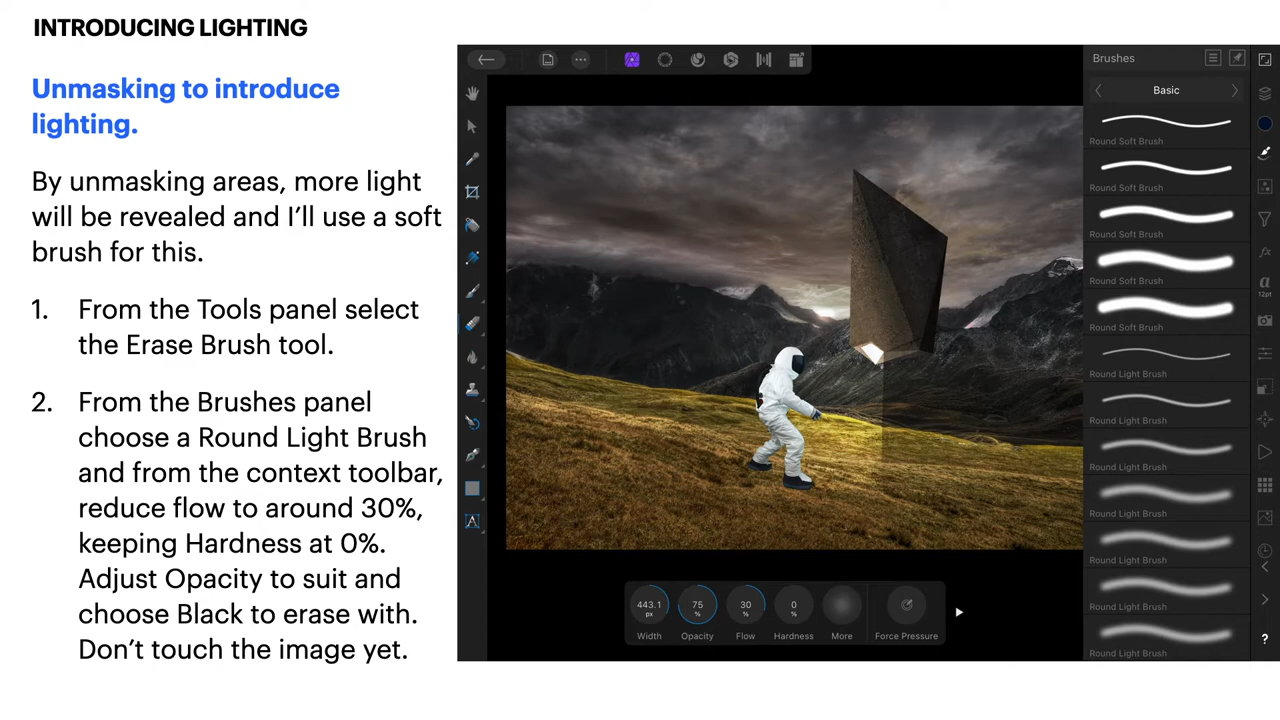 INTRODUCING LIGHTING
Unmasking to introduce
lighting.
By unmasking areas, more light
will be revealed and I’ll use a soft
brush for this.
1. From the Tools panel select
the Erase Brush tool.
2. From the Brushes panel
choose a Round Light Brush
and from the context toolbar,
reduce flow to around 30%,
keeping Hardness at 0%.
Adjust Opacity to suit and
choose Black to erase with.
Don’t touch the image yet.
Brushes
Basic
Round Soft Brush
Round Soft Brush
Round Soft Brush
Round Soft Brush
Round Soft Brush
Round Light Brush
Round Light Brush
Round Light Brush
Round Light Brush
Round Light Brush
Round Light Brush
Round Light Brush
fx
a
12pt
?
A
443.1 px
75 %
30 %
0 %
Width
Opacity
Flow
Hardness
More
Force Pressure